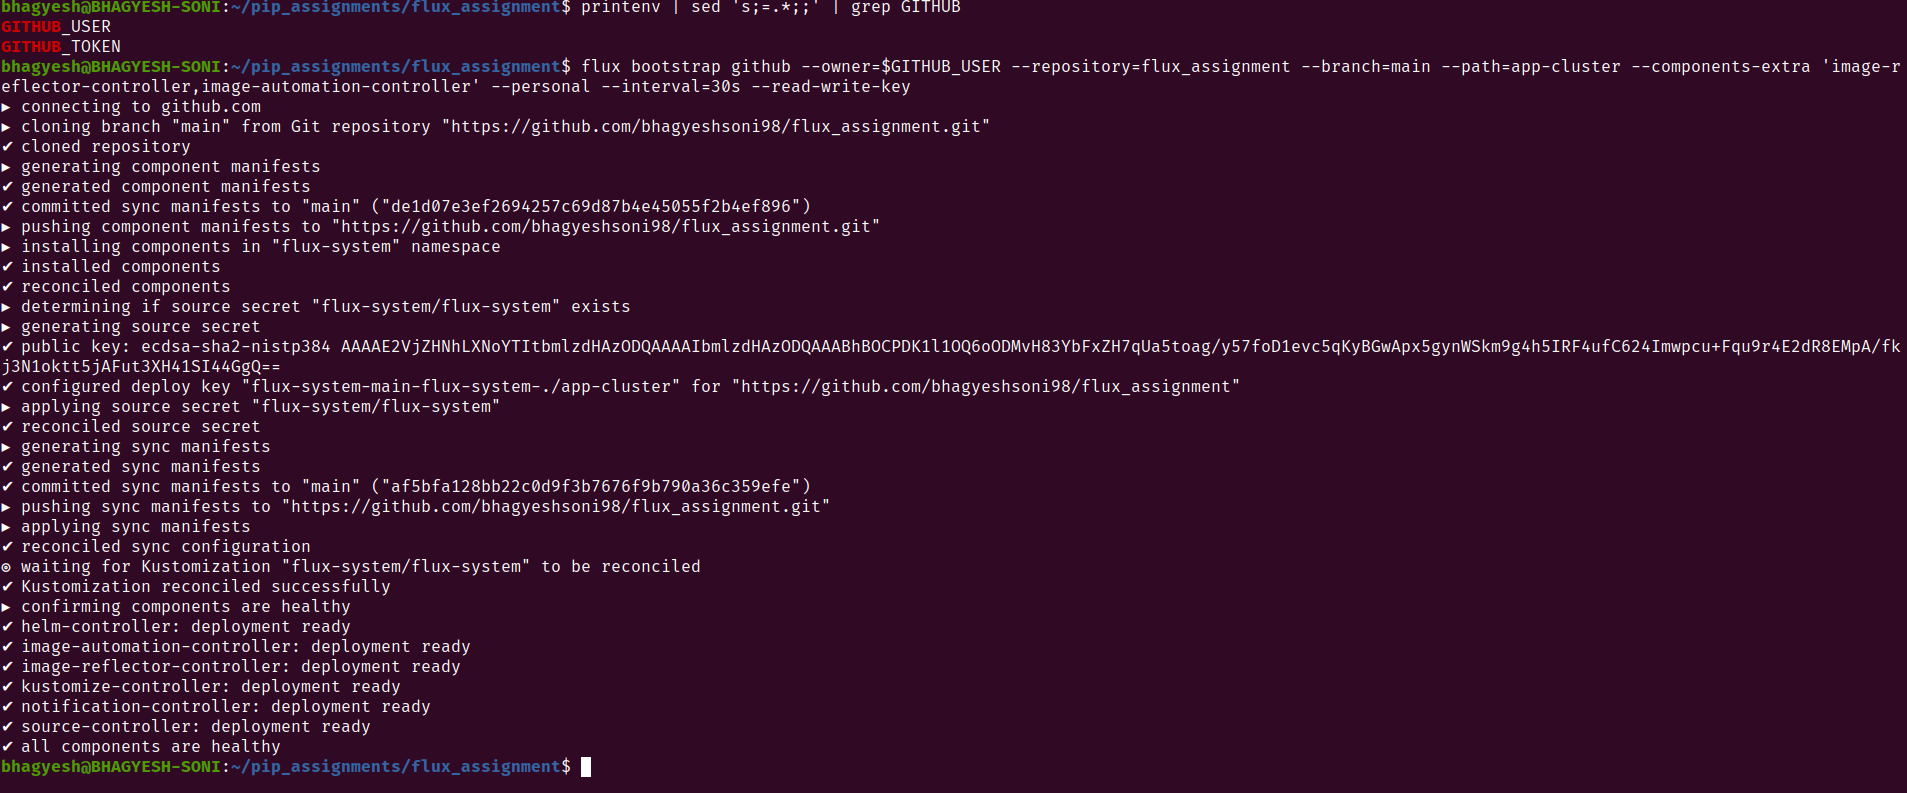 bhagyesh@BHAGYESH-SONI:~/pip_assignments/flux_assignment$ printenv | sed 's;=.*;;' | grep GITHUB
GITHUB_USER
GITHUB_TOKEN
bhagyesh@BHAGYESH-SONI:~/pip_assignments/flux_assignment$ flux bootstrap github --owner=$GITHUB_USER --repository=flux_assignment --branch=main --path=app-cluster --components-extra 'image-r
eflector-controller,image-automation-controller' --personal --interval=30s --read-write-key
► connecting to github.com
► cloning branch "main" from Git repository "https://github.com/bhagyeshsoni98/flux_assignment.git"
✔ cloned repository
► generating component manifests
✔ generated component manifests
✔ committed sync manifests to "main" ("de1d07e3ef2694257c69d87b4e45055f2b4ef896")
► pushing component manifests to "https://github.com/bhagyeshsoni98/flux_assignment.git"
► installing components in "flux-system" namespace
✔ installed components
✔ reconciled components
► determining if source secret "flux-system/flux-system" exists
► generating source secret
✔ public key: ecdsa-sha2-nistp384 AAAAE2VjZHNhLXNoYTItbmlzdHAzODQAAAAIbmlzdHAzODQAAABhBOCPDK1l1OQ6oODMvH83YbFxZH7qUa5toag/y57foD1evc5qKyBGwApx5gynWSkm9g4h5IRF4ufC624Imwpcu+Fqu9r4E2dR8EMpA/fk
j3N1oktt5jAFut3XH41SI44GgQ==
✔ configured deploy key "flux-system-main-flux-system-./app-cluster" for "https://github.com/bhagyeshsoni98/flux_assignment"
► applying source secret "flux-system/flux-system"
✔ reconciled source secret
► generating sync manifests
✔ generated sync manifests
✔ committed sync manifests to "main" ("af5bfa128bb22c0d9f3b7676f9b790a36c359efe")
► pushing sync manifests to "https://github.com/bhagyeshsoni98/flux_assignment.git"
► applying sync manifests
✔ reconciled sync configuration
◎ waiting for Kustomization "flux-system/flux-system" to be reconciled
✔ Kustomization reconciled successfully
► confirming components are healthy
✔ helm-controller: deployment ready
✔ image-automation-controller: deployment ready
✔ image-reflector-controller: deployment ready
✔ kustomize-controller: deployment ready
✔ notification-controller: deployment ready
✔ source-controller: deployment ready
✔ all components are healthy
bhagyesh@BHAGYESH-SONI:~/pip_assignments/flux_assignment$